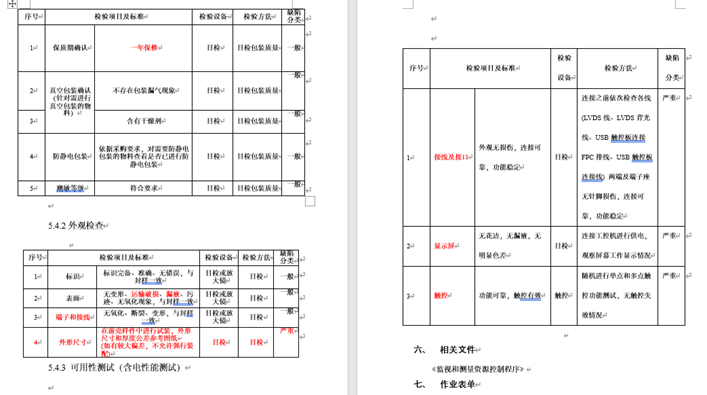 序号 检验项目及标准 检验设备 检验方法 缺陷
分类
1 保质期确认 一年保修 目检 目检包装质量 一般
2 真空包装确认
(针对需进行
真空包装的物
料) 不存在包装漏气现象 目检 目检包装质量 一般
3 含有干燥剂 目检 目检包装质量 一般
4 防静电包装 依据采购要求，对需要防静电
包装的物料查看是否已进行防
静电包装 目检 目检包装质量 一般
5 潮敏等级 符合要求 目检 目检包装质量 一般
5.4.2 外观检查
序号 检验项目及标准 检验设备 检验方法 缺陷
分类
1 标识 标识完备、准确、无错误，与
封样一致 目检或放
大镜 目检 一般
2 表面 无变形、运输破损、漏液、污
迹、无氧化现象，与封样一致 目检或放
大镜 目检 一般
3 端子和接线 无氧化、断裂、变形，与封样
一致 目检或放
大镜 目检 一般
4 外形尺寸 在前壳样件中进行试装，外形
尺寸和厚度公差参考图纸
(如有较大偏差，不允许强行装
配) 目检 目检 严重
5.4.3 可用性测试（含电性能测试）
序号 检验项目及标准 检验
设备 检验方法 缺陷
分类
1 接线及接口 外观无损伤，连接可
靠，功能稳定 目检 连接之前依次检查各线
(LVDS 线、LVDS 背光
线、USB 触控板连接
FPC 排线、USB 触控板
连接线) 两端及端子座
无针脚损伤，连接可
靠，功能稳定 严重
2 显示屏 无花边，无漏液，无
明显色差 目检 连接工控机进行供电，
观察屏幕工作显示情况 严重
3 触控 功能可靠，触控有效 触控 随机进行单点和多点触
控功能测试，无触控失
效情况 严重
六、 相关文件
《监视和测量资源控制程序》
七、 作业表单